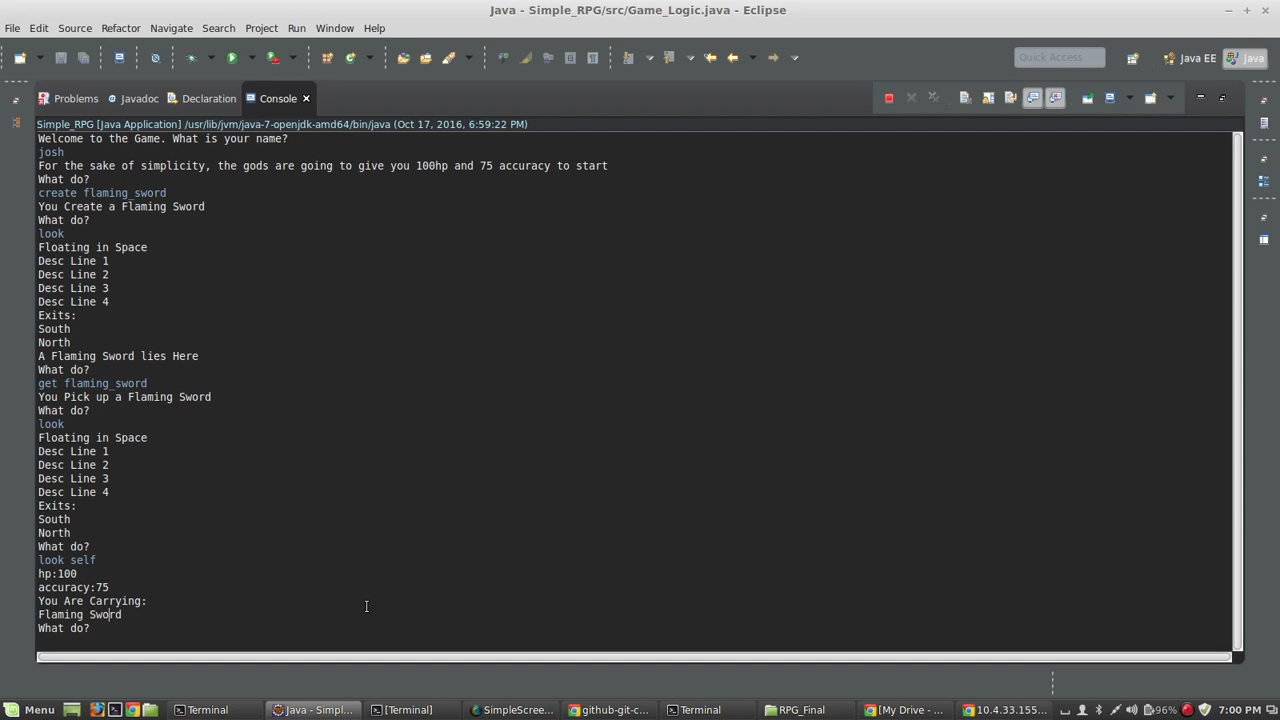 Java - Simple_RPG/src/Game_Logic.java - Eclipse
File Edit Source Refactor Navigate Search Project Run Window Help
Quick Access Java EE Java
Problems Javadoc Declaration Console
Simple_RPG [Java Application] /usr/lib/jvm/java-7-openjdk-amd64/bin/java (Oct 17, 2016, 6:59:22 PM)
Welcome to the Game. What is your name?
josh
For the sake of simplicity, the gods are going to give you 100hp and 75 accuracy to start
What do?
create flaming_sword
You Create a Flaming Sword
What do?
look
Floating in Space
Desc Line 1
Desc Line 2
Desc Line 3
Desc Line 4
Exits:
South
North
A Flaming Sword lies Here
What do?
get flaming_sword
You Pick up a Flaming Sword
What do?
look
Floating in Space
Desc Line 1
Desc Line 2
Desc Line 3
Desc Line 4
Exits:
South
North
What do?
look self
hp:100
accuracy:75
You Are Carrying:
Flaming Sword
What do?
Menu Terminal Java - Simpl... [Terminal] SimpleScree... github-git-c... Terminal RPG_Final [My Drive - ... 10.4.33.155... 96% 7:00 PM